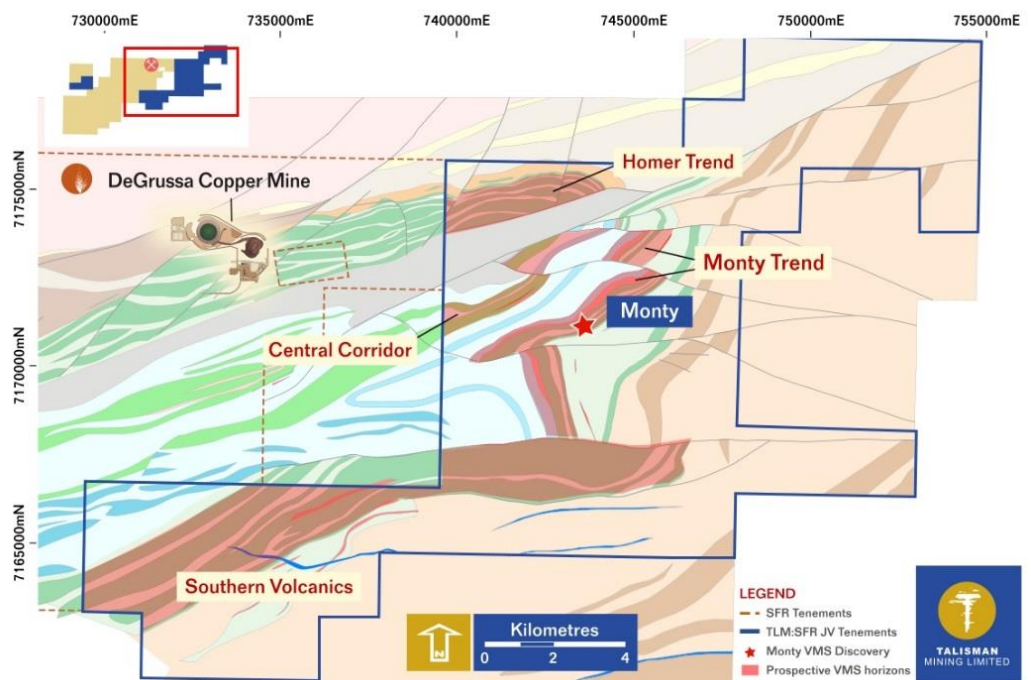 730000mE
735000mE
740000mE
745000mE
750000mE
755000mE
7175000mN
7170000mN
7165000mN
DeGrussa Copper Mine
Homer Trend
Monty Trend
Monty
Central Corridor
Southern Volcanics
N
Kilometres
0 2 4
LEGEND
SFR Tenements
TLM:SFR JV Tenements
Monty VMS Discovery
Prospective VMS horizons
TALISMAN
MINING LIMITED